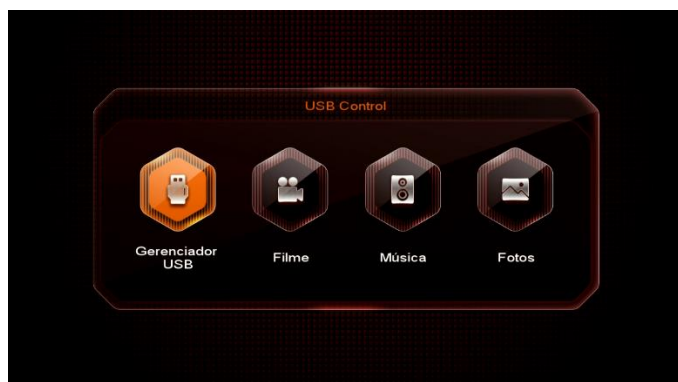 USB Control
Gerenciador
USB
Filme
Música
Fotos